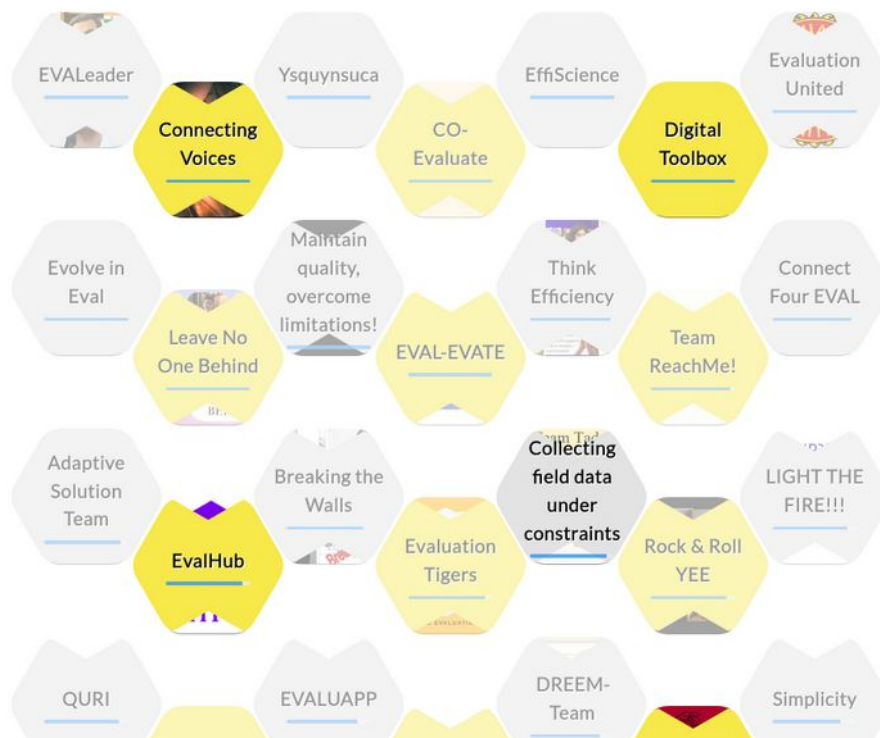 EVALeader
Ysquynsuca
EffiScience
Evaluation
United
Connecting
Voices
CO-
Evaluate
Digital
Toolbox
Evolve in
Eval
Maintain
quality,
overcome
limitations!
Think
Efficiency
Connect
Four EVAL
Leave No
One Behind
EVAL-EVATE
Team
ReachMe!
Adaptive
Solution
Team
Breaking the
Walls
Collecting
field data
under
constraints
LIGHT THE
FIRE!!!
EvalHub
Evaluation
Tigers
Rock & Roll
YEE
QURI
EVALUAPP
DREEM-
Team
Simplicity